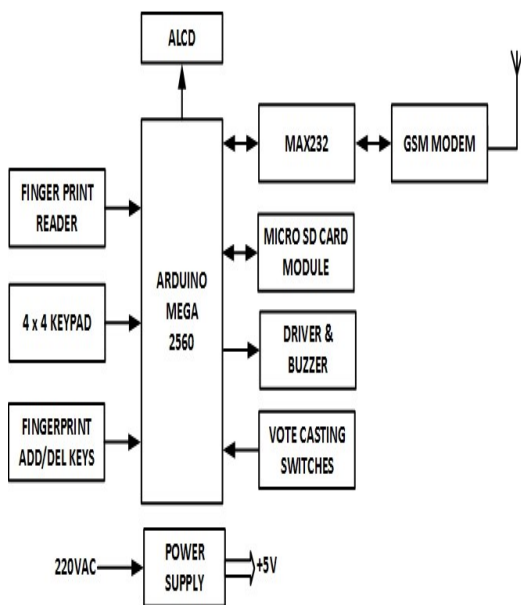 ALCD
MAX232
GSM MODEM
FINGER PRINT
READER
MICRO SD CARD
MODULE
ARDUINO
MEGA
2560
4 x 4 KEYPAD
DRIVER &
BUZZER
FINGERPRINT
ADD/DEL KEYS
VOTE CASTING
SWITCHES
220VAC
POWER
SUPPLY
+5V